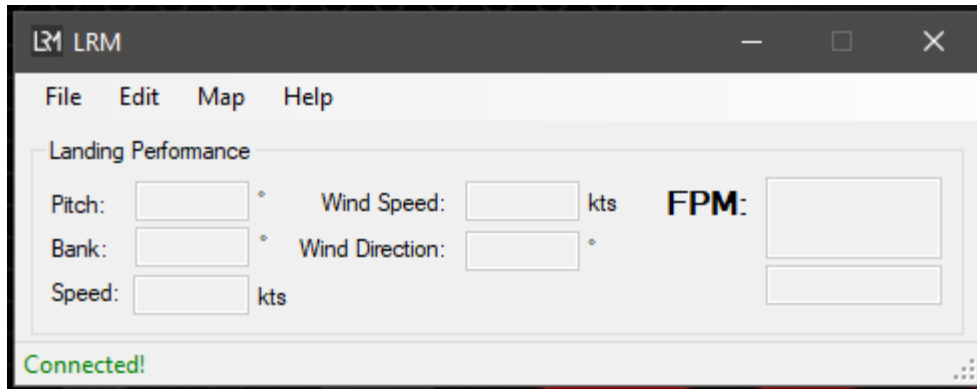 LRM LRM
File Edit Map Help
Landing Performance
Pitch: ° Wind Speed: kts FPM:
Bank: ° Wind Direction: °
Speed: kts
Connected!